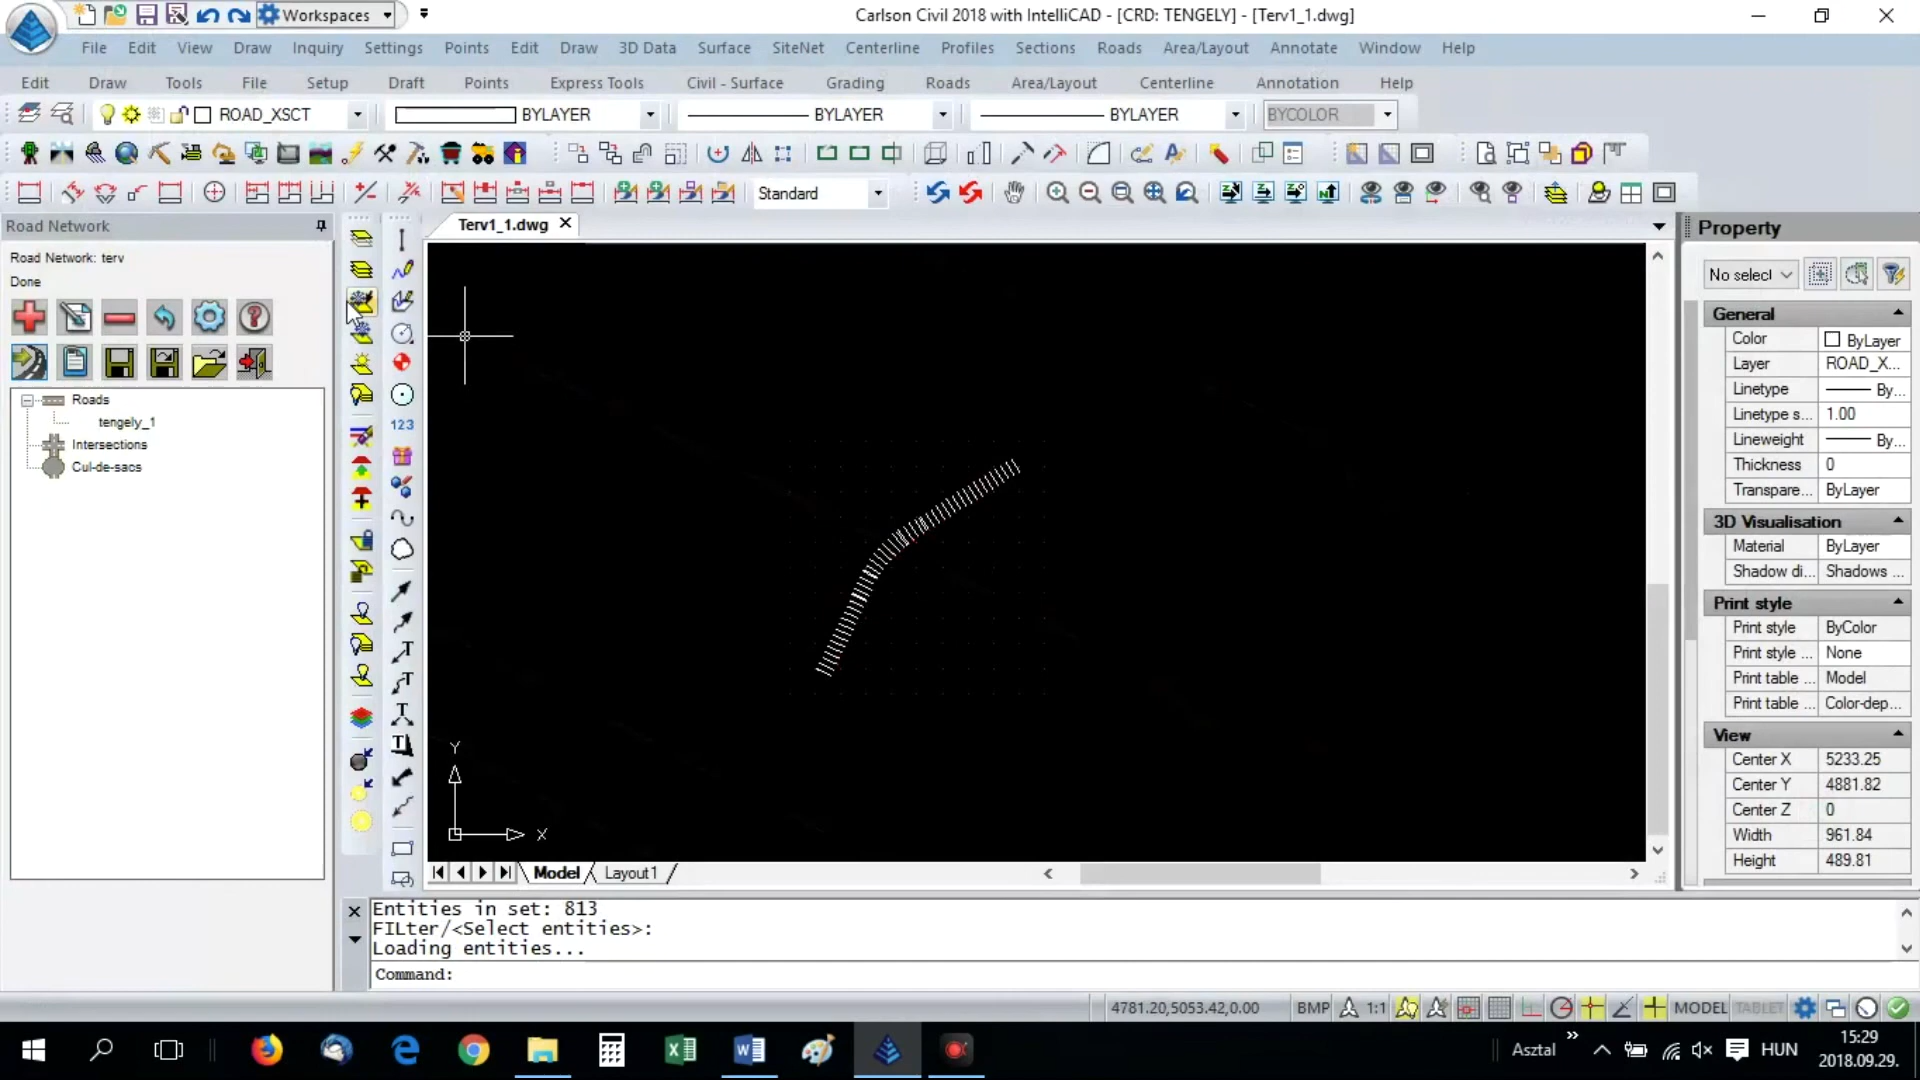 Workspaces
Carlson Civil 2018 with IntelliCAD - [CRD: TENGELY] - [Terv1_1.dwg]
File Edit View Draw Inquiry Settings Points Edit Draw 3D Data Surface SiteNet Centerline Profiles Sections Roads Area/Layout Annotate Window Help
Edit Draw Tools File Setup Draft Points Express Tools Civil - Surface Grading Roads Area/Layout Centerline Annotation Help
ROAD_XSCT BYLAYER BYLAYER BYLAYER BYCOLOR
Standard
Road Network
Road Network: terv
Done
Roads
tengely_1
Intersections
Cul-de-sacs
123
Terv1_1.dwg
Y
X
Model Layout1
Property
No selec
General
Color ByLayer
Layer ROAD_X...
Linetype By...
Linetype s... 1.00
Lineweight By...
Thickness 0
Transpare... ByLayer
3D Visualisation
Material ByLayer
Shadow di... Shadows ...
Print style
Print style ByColor
Print style ... None
Print table ... Model
Print table ... Color-dep...
View
Center X 5233.25
Center Y 4881.82
Center Z 0
Width 961.84
Height 489.81
Entities in set: 813
FILter/<Select entities>:
Loading entities...
Command:
4781.20,5053.42,0.00 BMP 1:1 MODEL TABLET
Asztal HUN 15:29
2018.09.29.